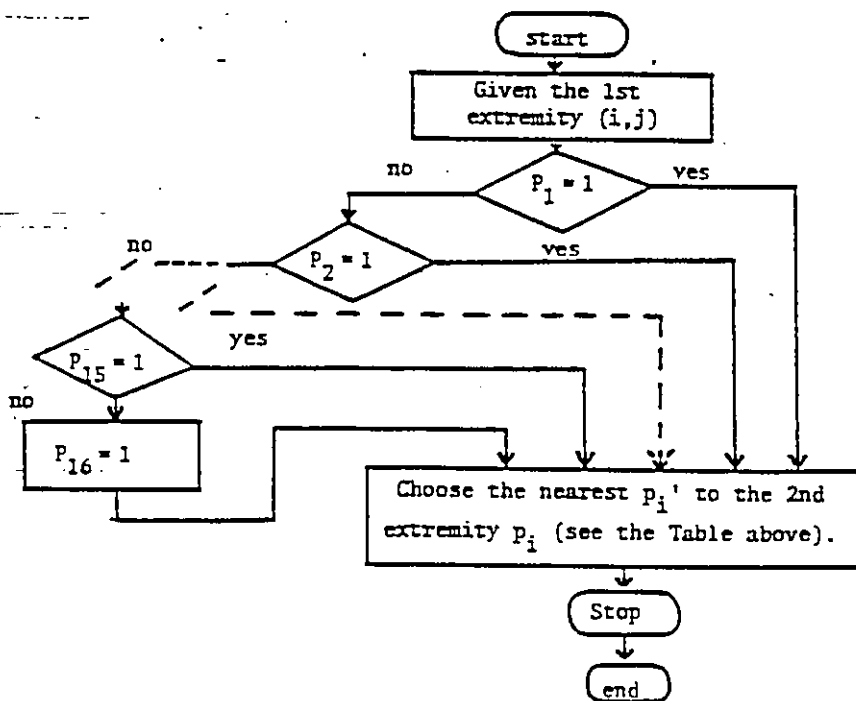 start
Given the 1st
extremity (i,j)
no
P1 = 1
yes
no
P2 = 1
yes
P15 = 1
yes
no
P16 = 1
Choose the nearest pi' to the 2nd
extremity pi (see the Table above).
Stop
end